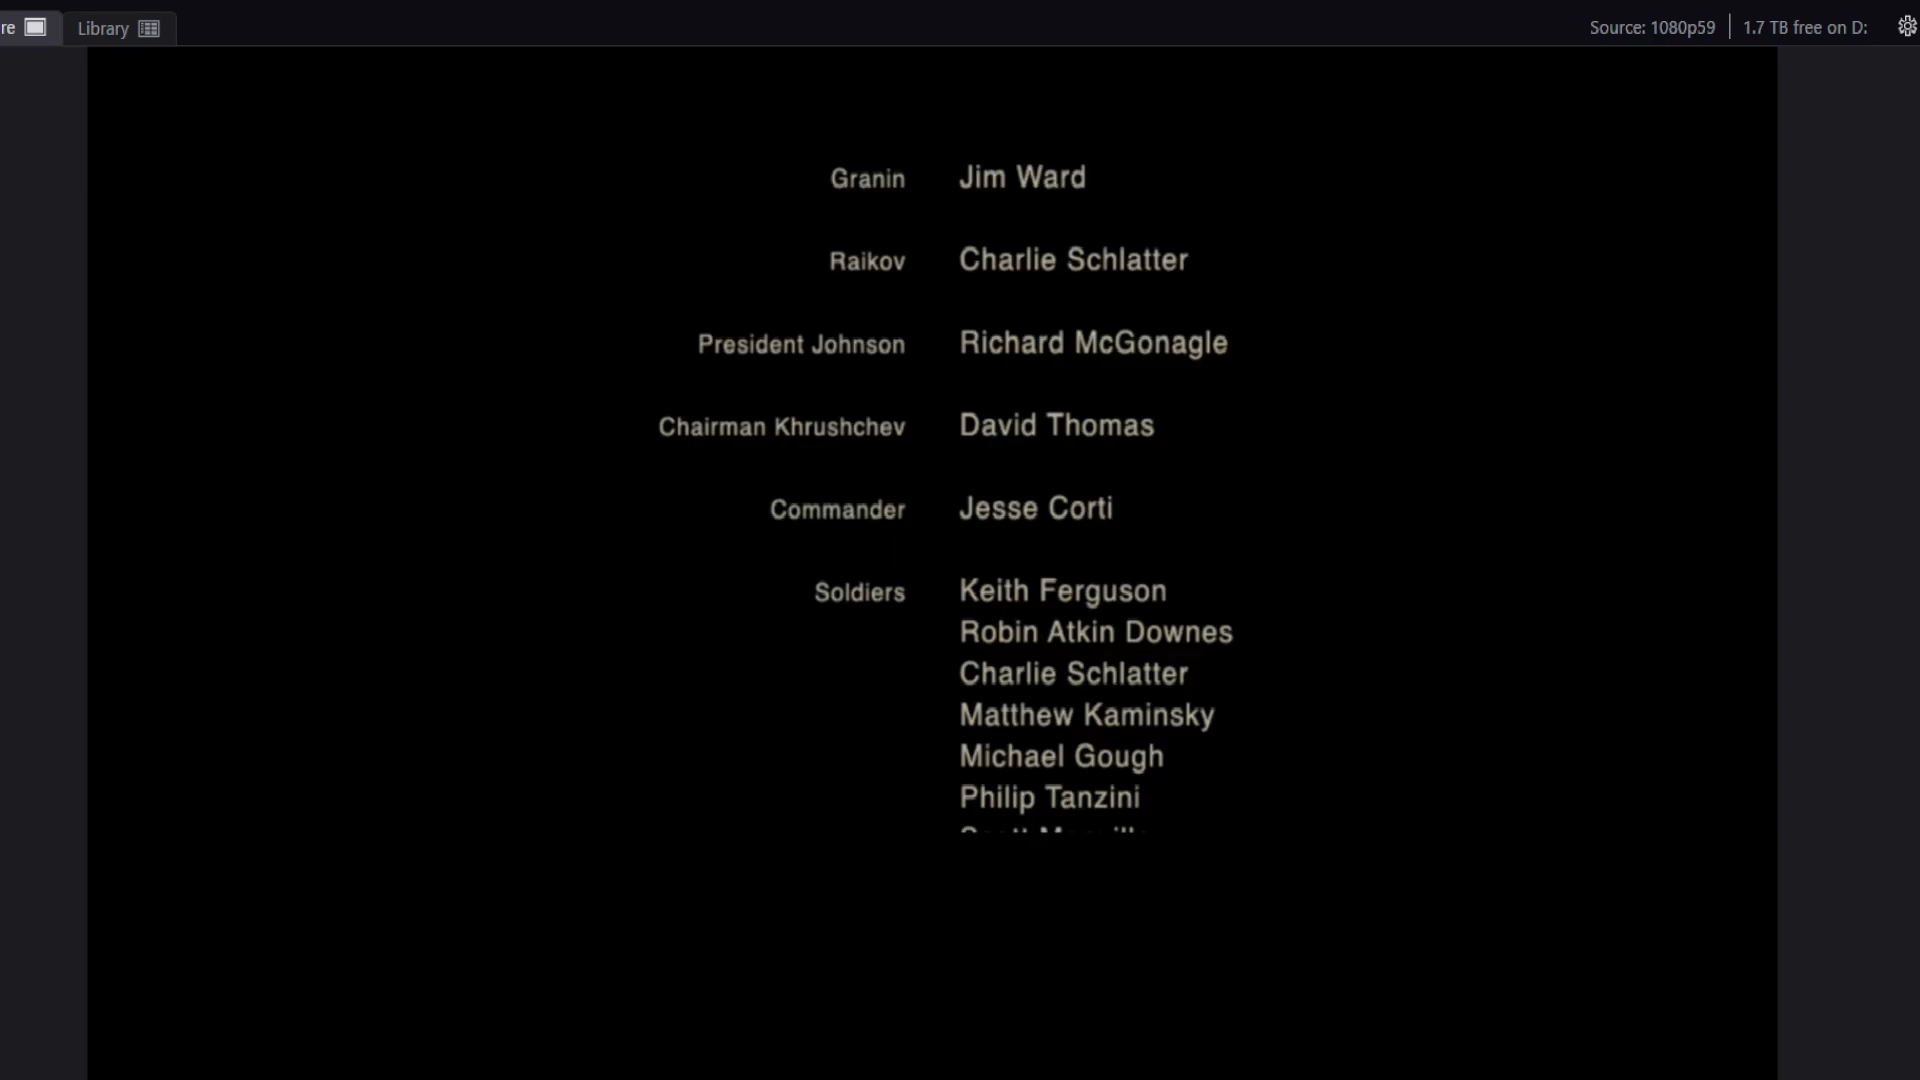 re Library Source: 1080p59 1.7 TB free on D:
Granin Jim Ward
Raikov Charlie Schlatter
President Johnson Richard McGonagle
Chairman Khrushchev David Thomas
Commander Jesse Corti
Soldiers Keith Ferguson
Robin Atkin Downes
Charlie Schlatter
Matthew Kaminsky
Michael Gough
Philip Tanzini